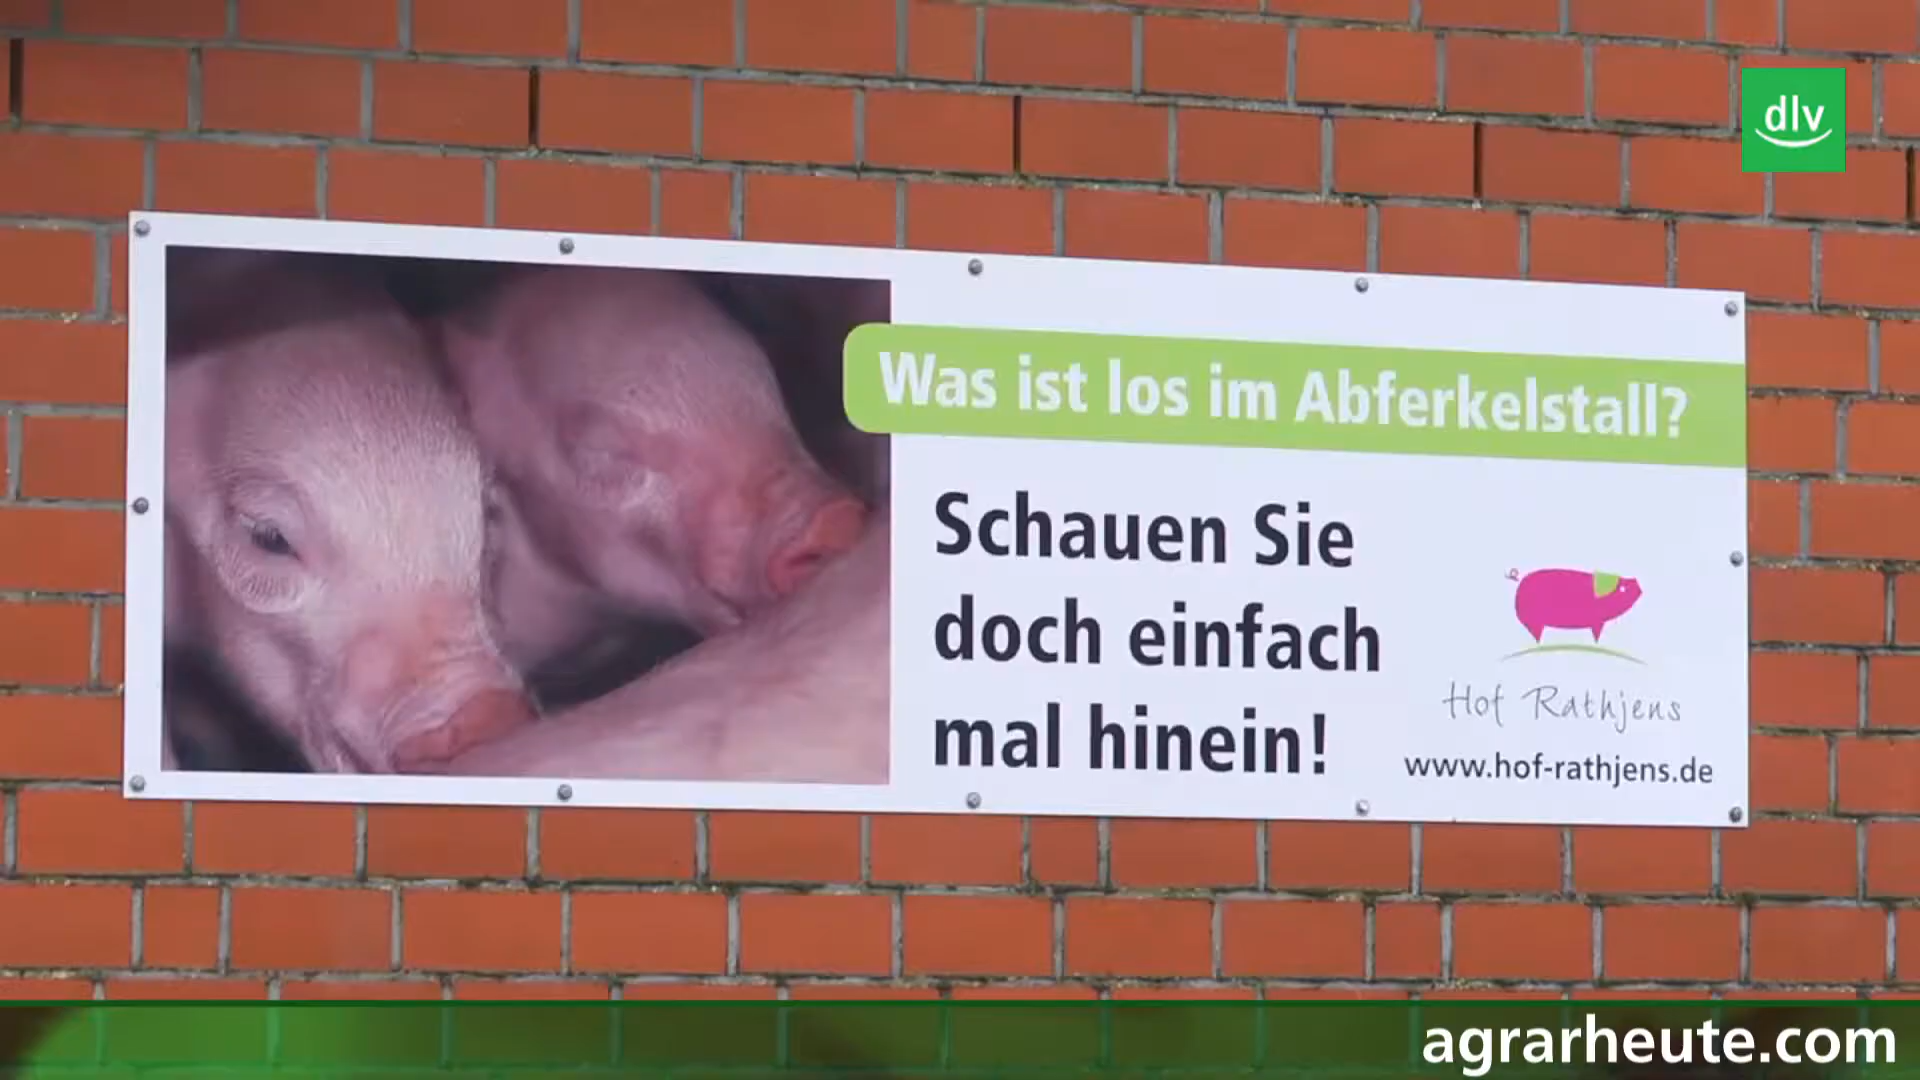 dlv
Was ist los im Abferkelstall?
Schauen Sie
doch einfach
mal hinein!
Hof Rathjens
www.hof-rathjens.de
agrarheute.com